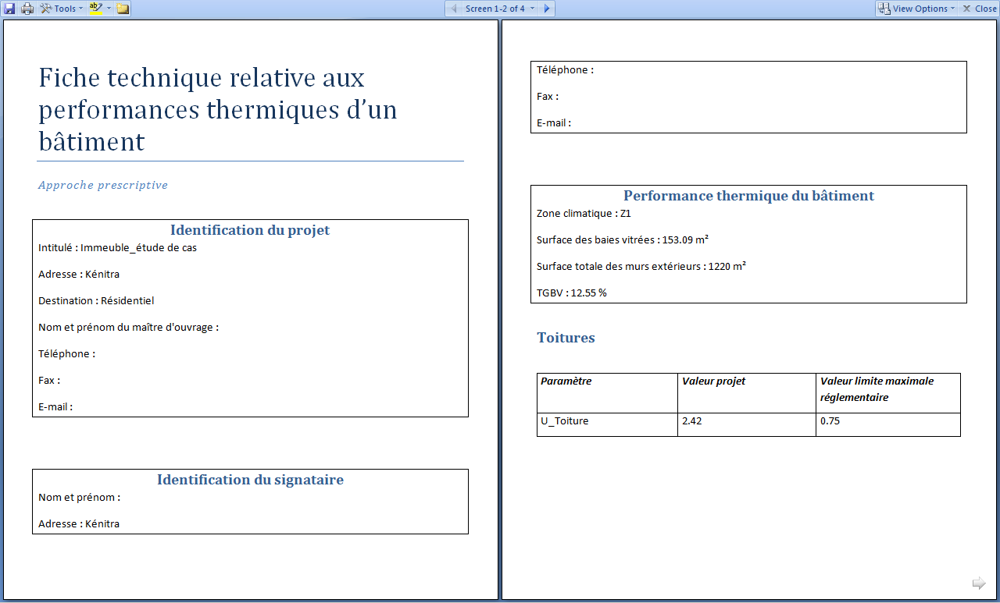 Tools
Screen 1-2 of 4
View Options
Close
Fiche technique relative aux
performances thermiques d’un
bâtiment
Approche prescriptive
Identification du projet
Intitulé : Immeuble_étude de cas
Adresse : Kénitra
Destination : Résidentiel
Nom et prénom du maître d'ouvrage :
Téléphone :
Fax :
E-mail :
Identification du signataire
Nom et prénom :
Adresse : Kénitra
Téléphone :
Fax :
E-mail :
Performance thermique du bâtiment
Zone climatique : Z1
Surface des baies vitrées : 153.09 m²
Surface totale des murs extérieurs : 1220 m²
TGBV : 12.55 %
Toitures
Paramètre
Valeur projet
Valeur limite maximale
réglementaire
U_Toiture
2.42
0.75